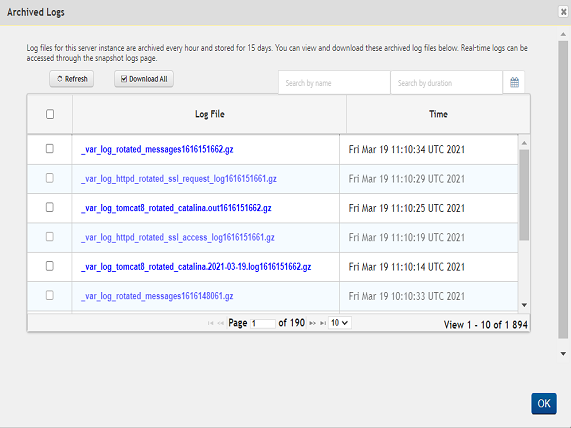 Archived Logs
Log files for this server instance are archived every hour and stored for 15 days. You can view and download these archived log files below. Real-time logs can be
accessed through the snapshot logs page.
Refresh Download All Search by name Search by duration
Log File Time
_var_log_rotated_messages1616151662.gz Fri Mar 19 11:10:34 UTC 2021
_var_log_httpd_rotated_ssl_request_log1616151661.gz Fri Mar 19 11:10:29 UTC 2021
_var_log_tomcat8_rotated_catalina.out1616151662.gz Fri Mar 19 11:10:25 UTC 2021
_var_log_httpd_rotated_ssl_access_log1616151661.gz Fri Mar 19 11:10:19 UTC 2021
_var_log_tomcat8_rotated_catalina.2021-03-19.log1616151662.gz Fri Mar 19 11:10:14 UTC 2021
_var_log_rotated_messages1616148061.gz Fri Mar 19 10:10:33 UTC 2021
Page 1 of 190 10 View 1 - 10 of 1 894
OK